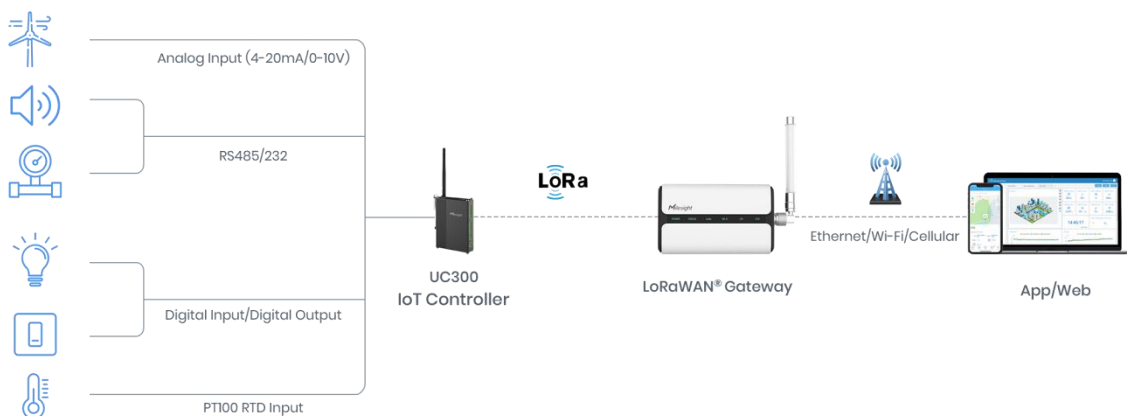 Analog Input (4-20mA/0-10V)
RS485/232
Digital Input/Digital Output
PT100 RTD Input
UC300
IoT Controller
LoRa
Milesight
LoRaWAN® Gateway
Ethernet/Wi-Fi/Cellular
App/Web